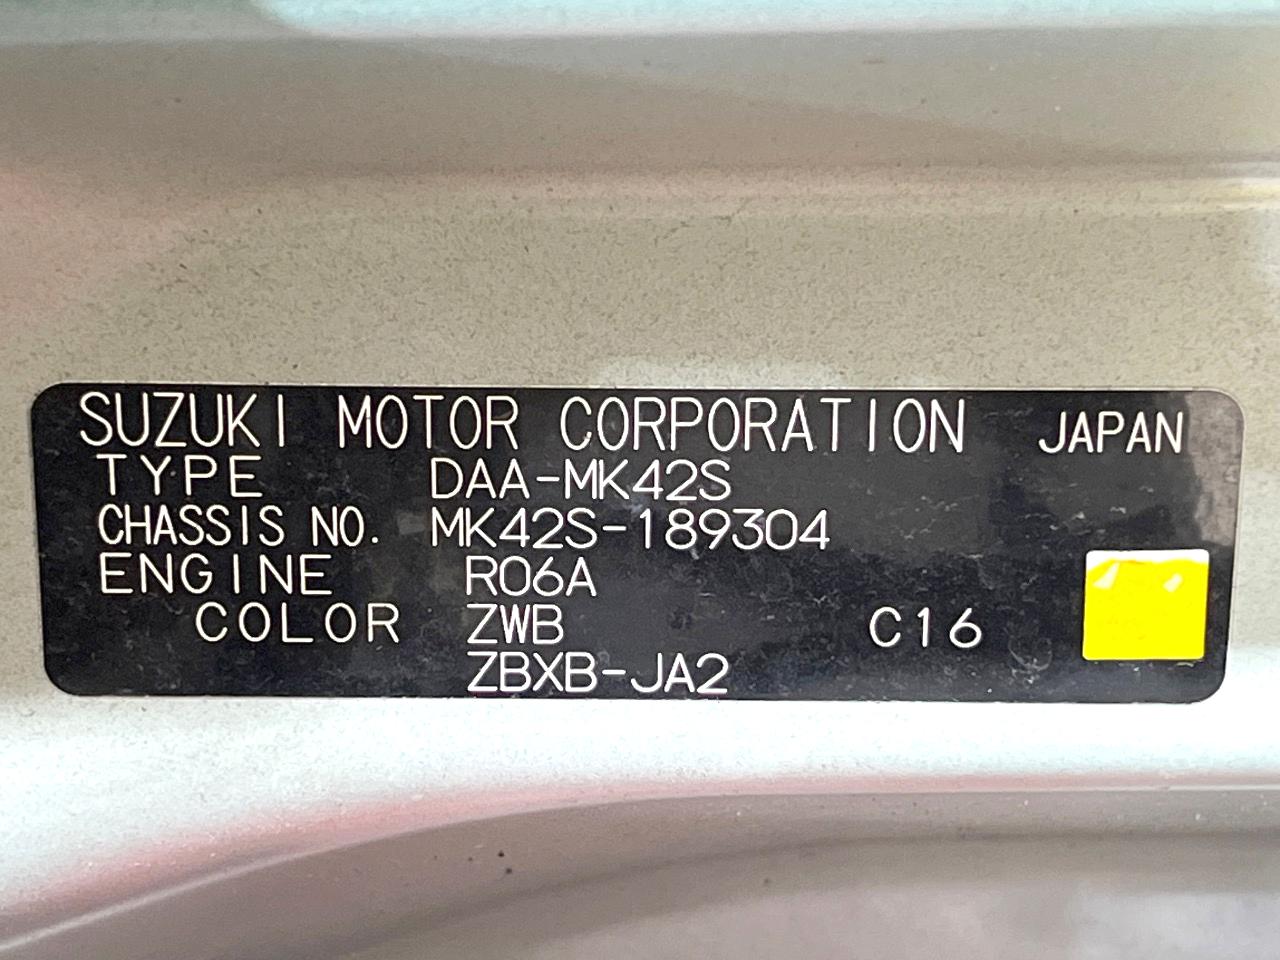 SUZUKI MOTOR CORPORATION JAPAN
TYPE DAA-MK42S
CHASSIS NO. MK42S-189304
ENGINE R06A
COLOR ZWB C16
ZBXB-JA2